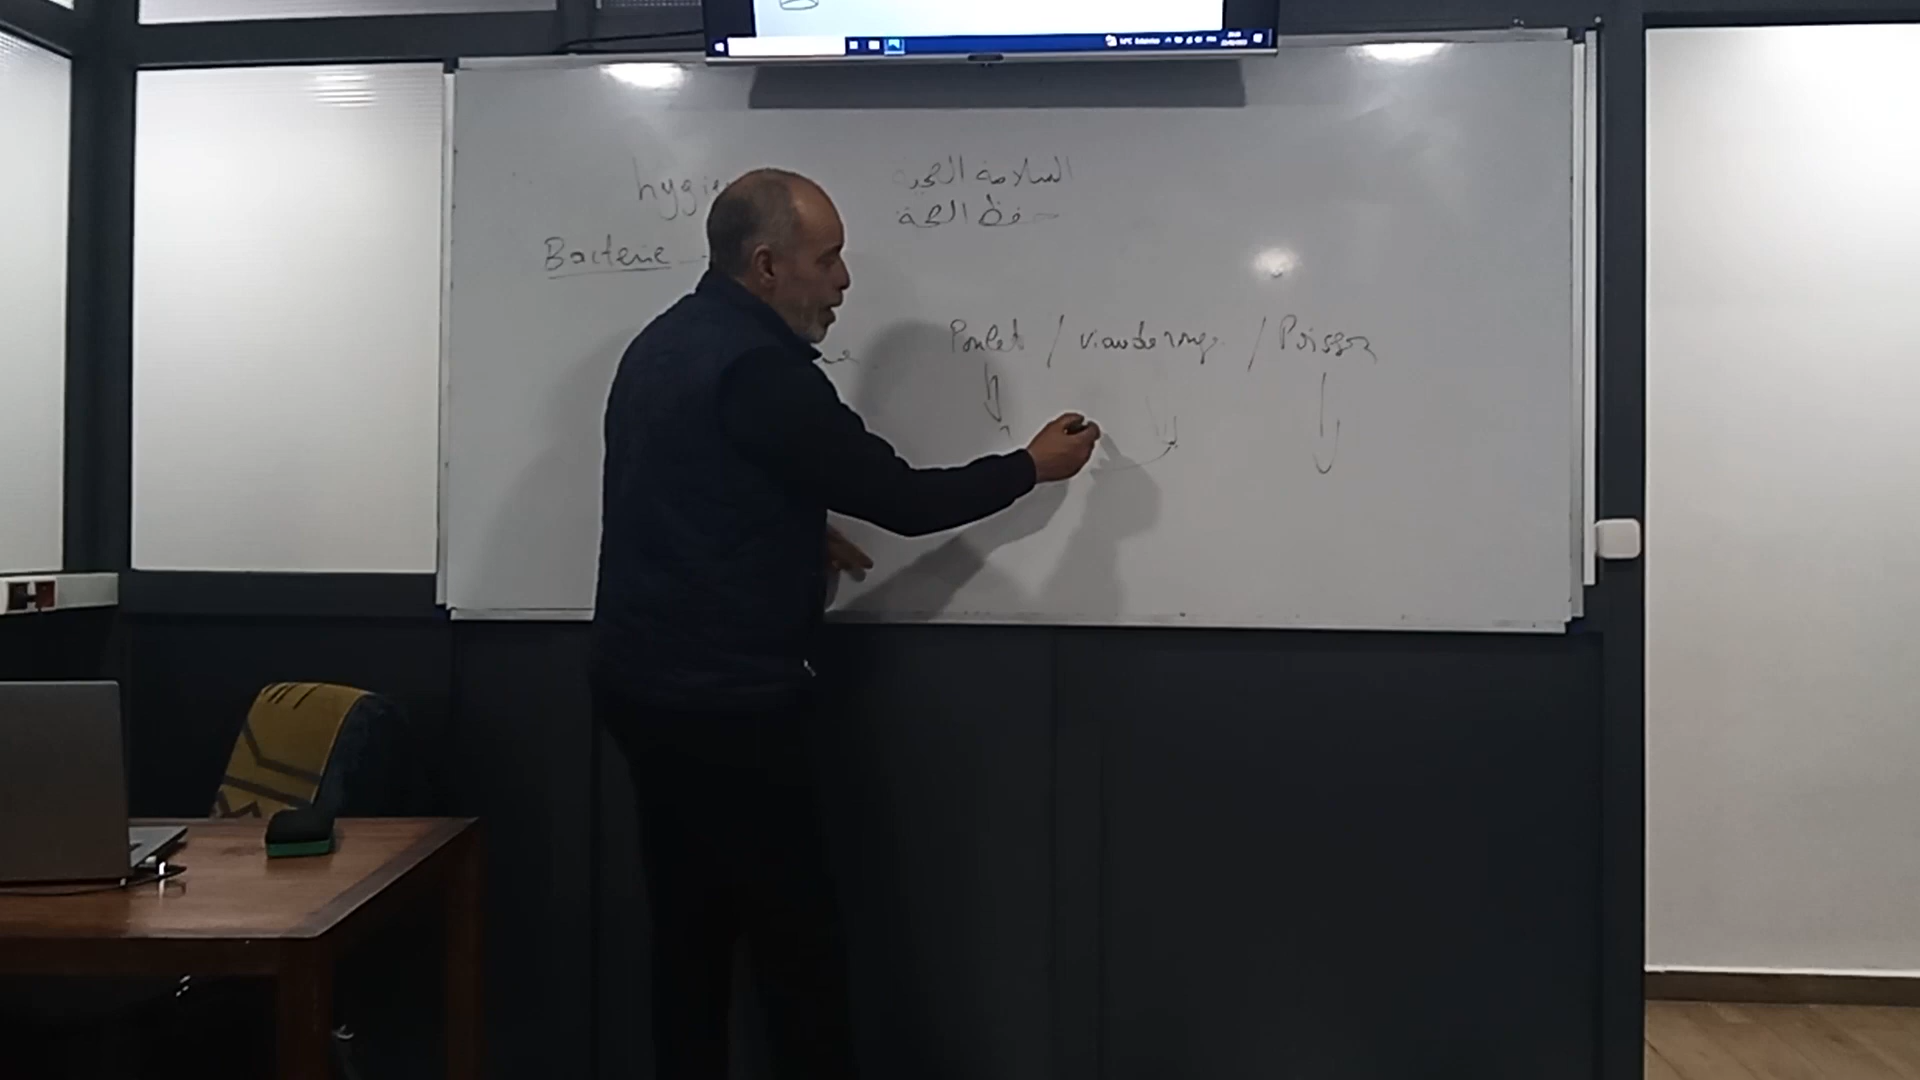 السلامة الصحية
حفظ الصحة
Bacterie
Poulet / viande rouge / Poisson